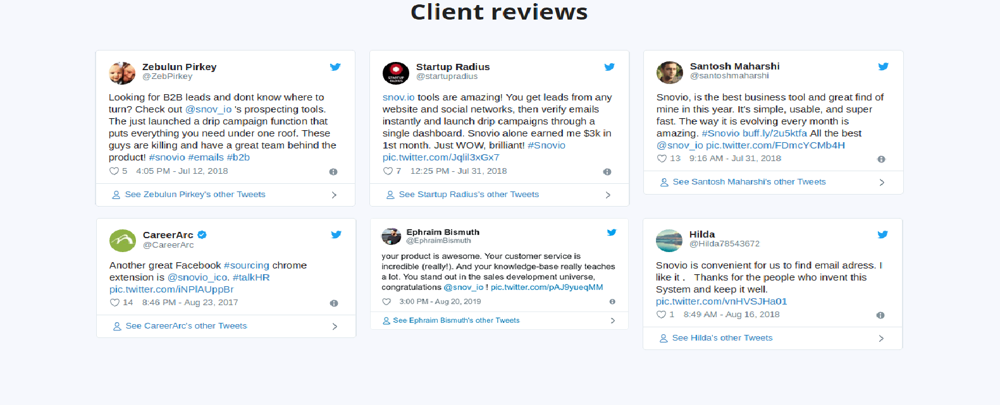 Client reviews
Zebulun Pirkey
@ZebPirkey
Looking for B2B leads and dont know where to
turn? Check out @snov_io 's prospecting tools.
The just launched a drip campaign function that
puts everything you need under one roof. These
guys are killing and have a great team behind the
product! #snovio #emails #b2b
5 4:05 PM - Jul 12, 2018
See Zebulun Pirkey's other Tweets
STARTUP
RADIUS
Startup Radius
@startupradius
snov.io tools are amazing! You get leads from any
website and social networks, then verify emails
instantly and launch drip campaigns through a
single dashboard. Snovio alone earned me $3k in
1st month. Just WOW, brilliant! #Snovio
pic.twitter.com/Jqlil3xGx7
7 12:25 PM - Jul 31, 2018
See Startup Radius's other Tweets
Santosh Maharshi
@santoshmaharshi
Snovio, is the best business tool and great find of
mine in this year. It's simple, usable, and super
fast. The way it is evolving every month is
amazing. #Snovio buff.ly/2u5ktfa All the best
@snov_io pic.twitter.com/FDmcYCMb4H
13 9:16 AM - Jul 31, 2018
See Santosh Maharshi's other Tweets
CareerArc
@CareerArc
Another great Facebook #sourcing chrome
extension is @snovio_ico. #talkHR
pic.twitter.com/iNPlAUppBr
14 8:46 PM - Aug 23, 2017
See CareerArc's other Tweets
Ephraim Bismuth
@EphraimBismuth
your product is awesome. Your customer service is
incredible (really!). And your knowledge-base really teaches
a lot. You stand out in the sales development universe,
congratulations @snov_io ! pic.twitter.com/pAJ9yueqMM
3:00 PM - Aug 20, 2019
See Ephraim Bismuth's other Tweets
Hilda
@Hilda78543672
Snovio is convenient for us to find email adress. I
like it . Thanks for the people who invent this
System and keep it well.
pic.twitter.com/vnHVSJHa01
1 8:49 AM - Aug 16, 2018
See Hilda's other Tweets